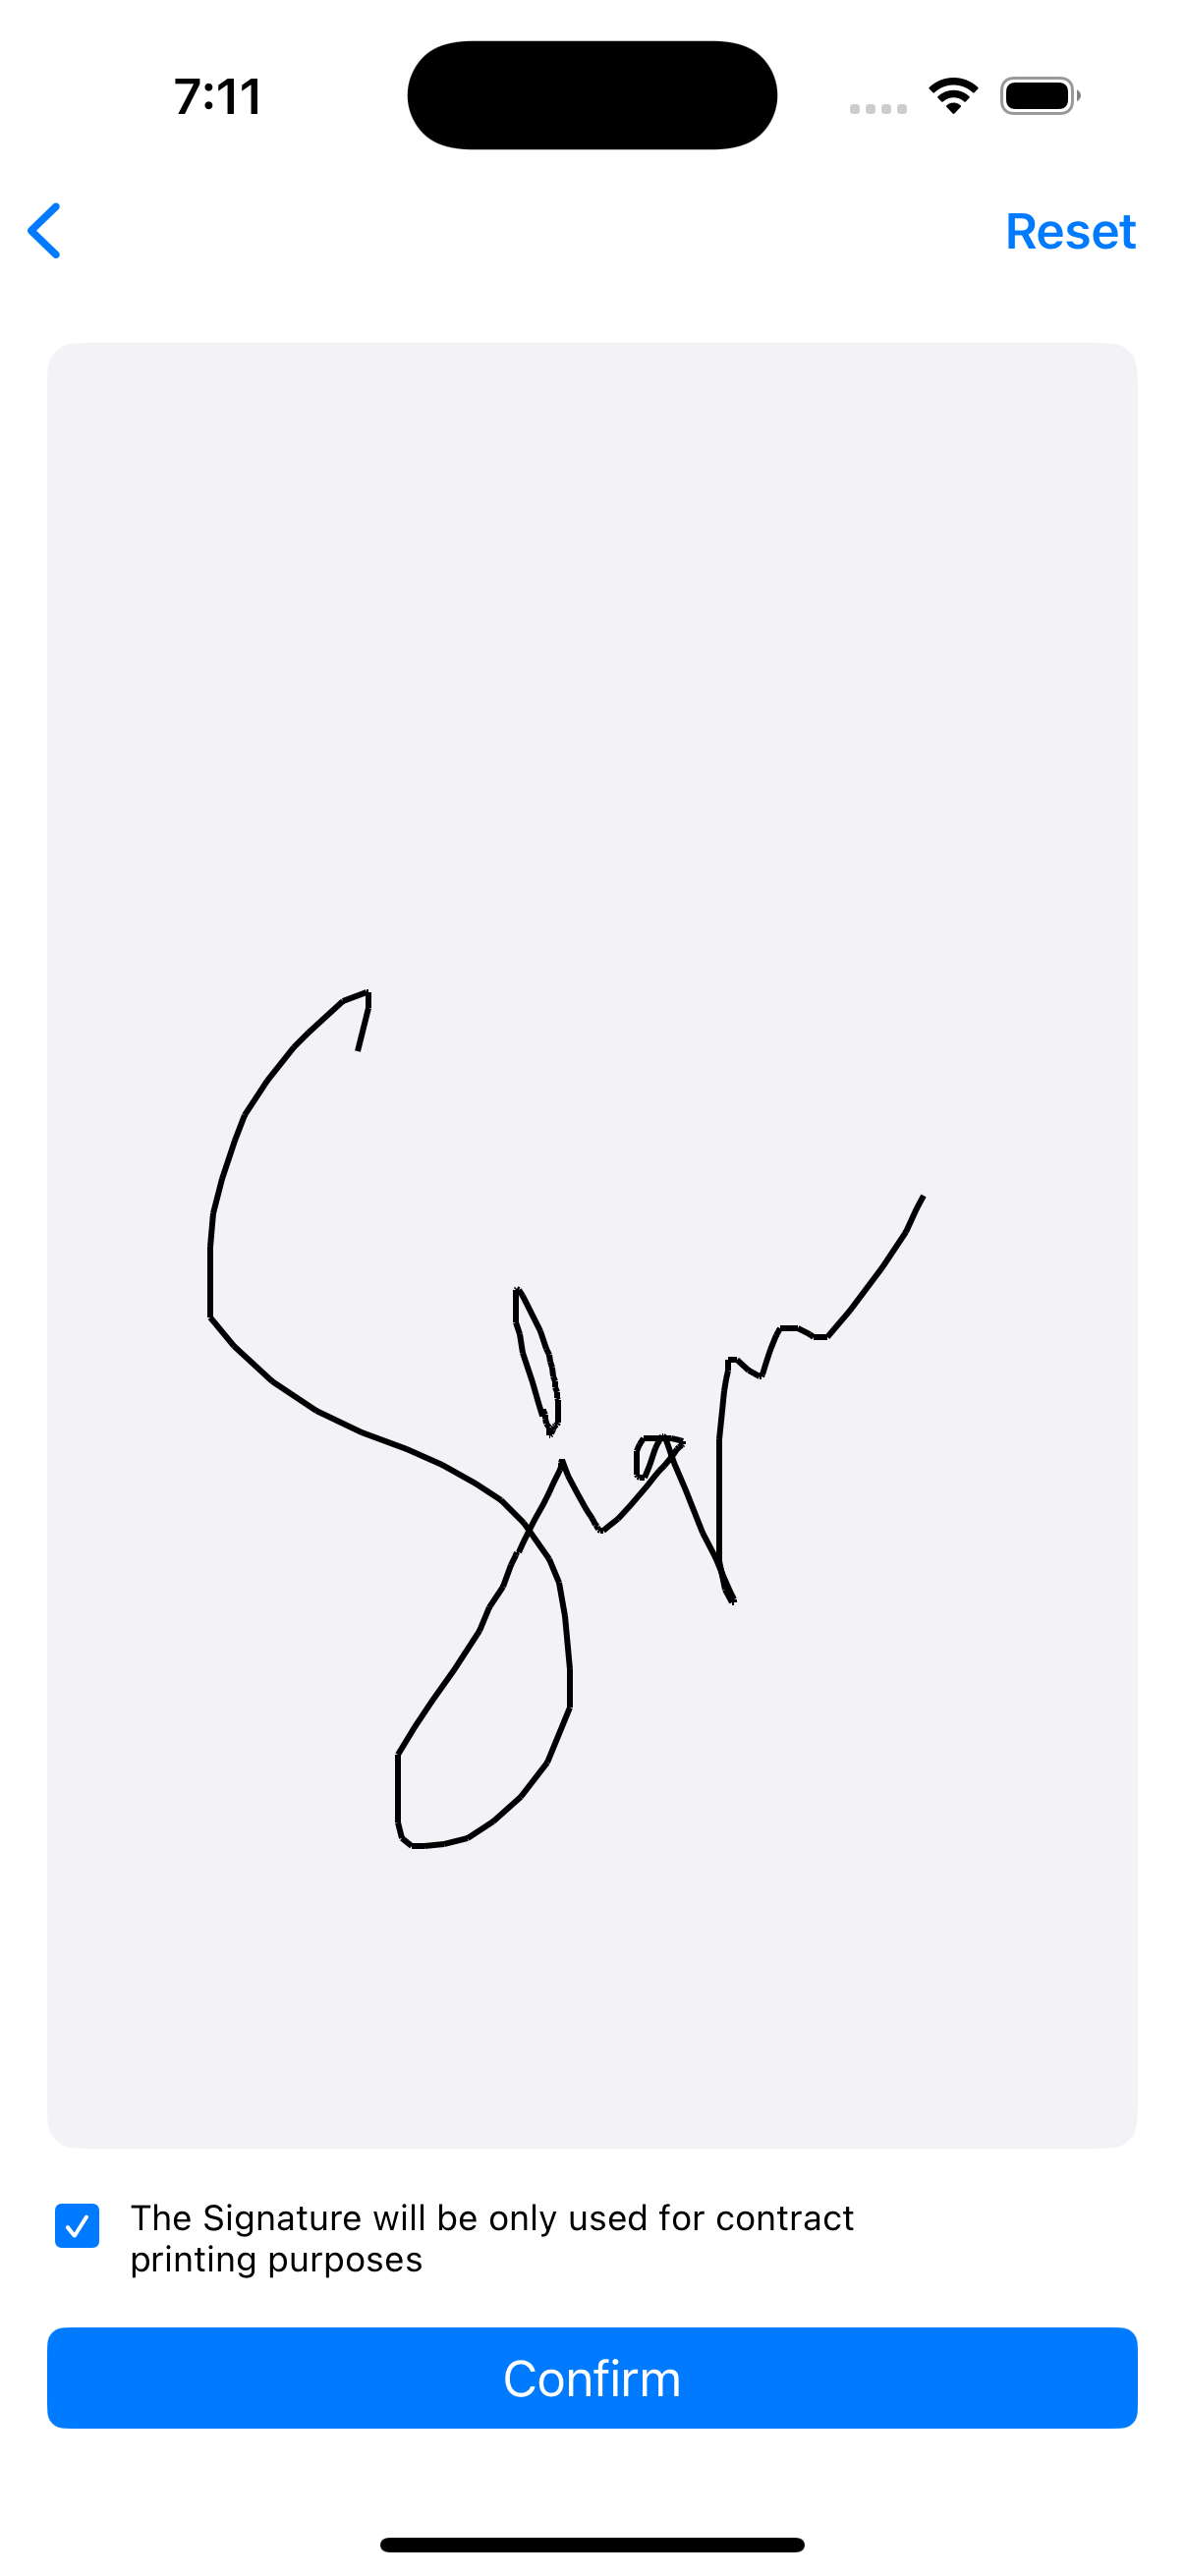 7:11
Reset
The Signature will be only used for contract
printing purposes
Confirm